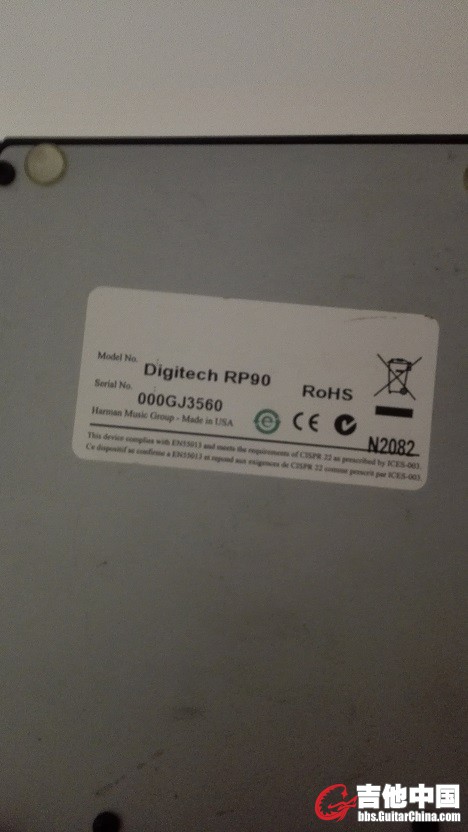 Model No. Digitech RP90
Serial No. 000GJ3560
RoHS
Harman Music Group - Made in USA
CE
N2082
This device complies with EN55013 and meets the requirements of CISPR 22 as prescribed by ICES-003.
Ce dispositif se confirme a EN55013 et repond aux exigences de CISPR 22 comme prescrit par ICES-003.
吉他中国
bbs.GuitarChina.com